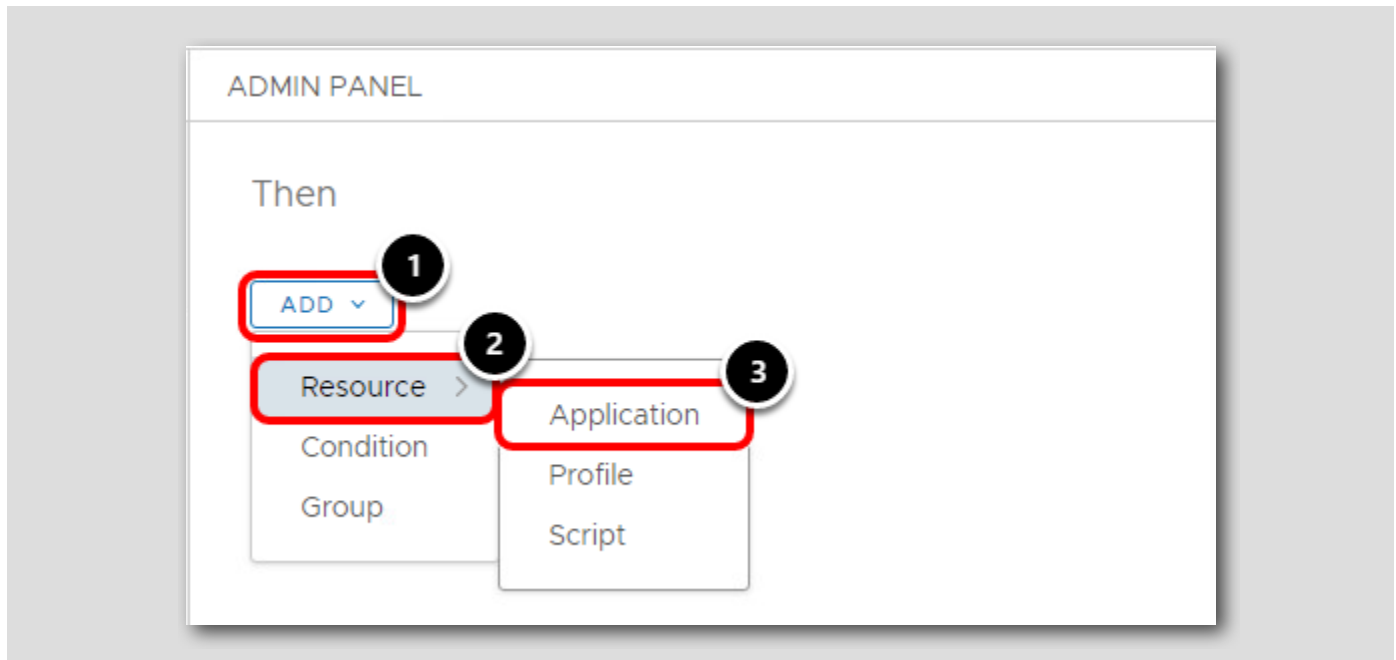 ADMIN PANEL
Then
1
ADD
2
Resource
3
Application
Condition
Profile
Group
Script